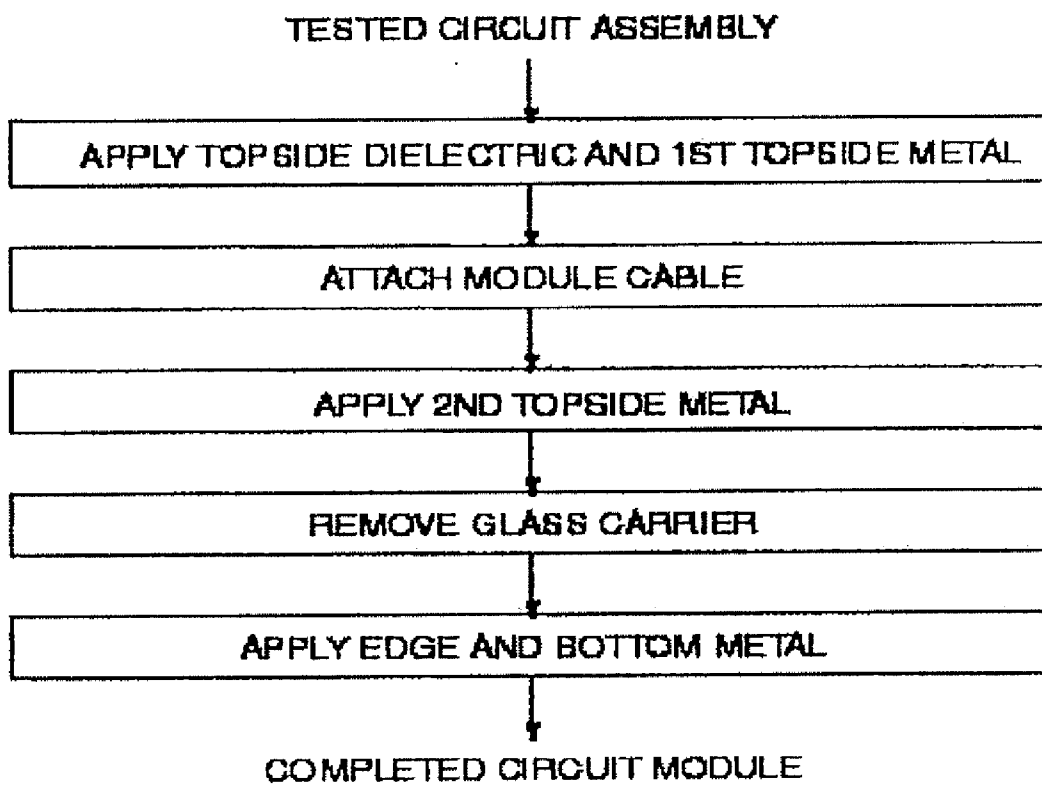 TESTED CIRCUIT ASSEMBLY
APPLY TOPSIDE DIELECTRIC AND 1ST TOPSIDE METAL
ATTACH MODULE CABLE
APPLY 2ND TOPSIDE METAL
REMOVE GLASS CARRIER
APPLY EDGE AND BOTTOM METAL
COMPLETED CIRCUIT MODULE